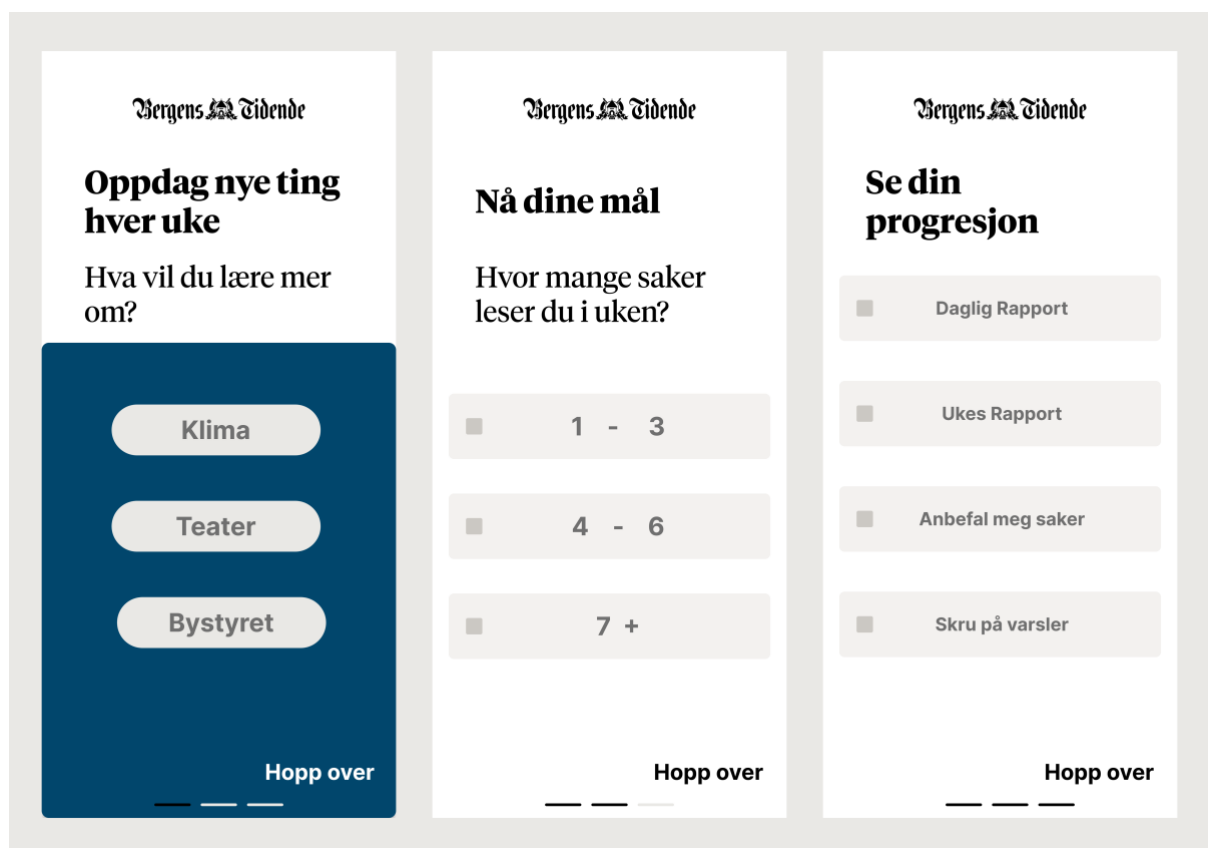 Bergens Tidende
Oppdag nye ting
hver uke
Hva vil du lære mer
om?
Klima
Teater
Bystyret
Hopp over
Bergens Tidende
Nå dine mål
Hvor mange saker
leser du i uken?
1 - 3
4 - 6
7 +
Hopp over
Bergens Tidende
Se din
progresjon
Daglig Rapport
Ukes Rapport
Anbefal meg saker
Skru på varsler
Hopp over